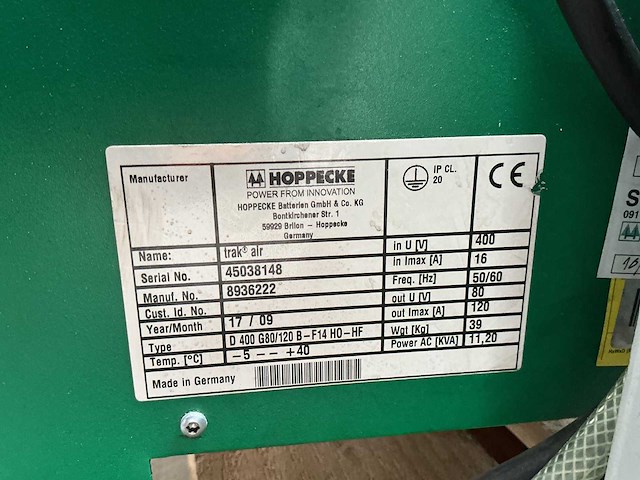 Manufacturer
HOPPECKE
POWER FROM INNOVATION
HOPPECKE Batterien GmbH & Co. KG
Bontkirchener Str. 1
59929 Brilon - Hoppecke
Germany
IP CL.
20
CE
Name: trak® air
Serial No. 45038148
Manuf. No. 8936222
Cust. Id. No.
Year/Month 17 / 09
Type D 400 G80/120 B-F14 HO-HF
Temp. [°C] -5 -- +40
Made in Germany
in U [V] 400
in Imax [A] 16
Freq. [Hz] 50/60
out U [V] 80
out Imax [A] 120
Wgt [Kg] 39
Power AC [KVA] 11,20
S
091